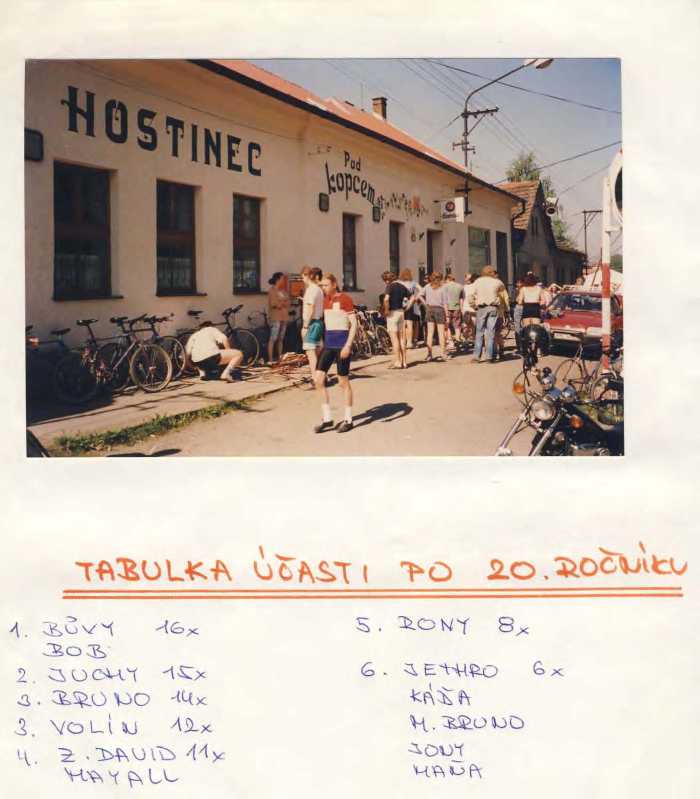 HOSTINEC
Pod
kopcem
TABULKA ÚČASTI PO 20. ROČNÍKU
1. BŮVY 16x
BOB
2. JUCHY 15x
3. BRUNO 14x
3. VOLÍN 12x
4. Z. DAVID 11x
MAYALL
5. RONY 8x
6. JETHRO 6x
KÁĎA
M. BRUNO
JONY
MAŇA